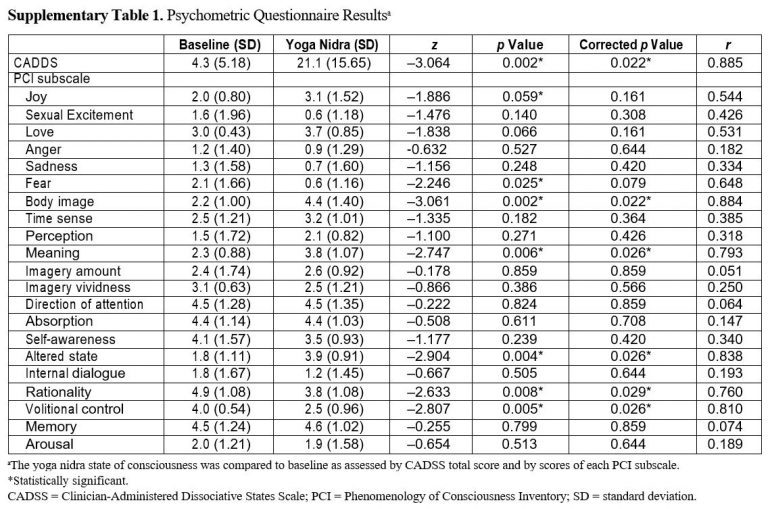 Supplementary Table 1. Psychometric Questionnaire Resultsᵃ
Baseline (SD) Yoga Nidra (SD) z p Value Corrected p Value r
CADDS 4.3 (5.18) 21.1 (15.65) –3.064 0.002* 0.022* 0.885
PCI subscale
Joy 2.0 (0.80) 3.1 (1.52) –1.886 0.059* 0.161 0.544
Sexual Excitement 1.6 (1.96) 0.6 (1.18) –1.476 0.140 0.308 0.426
Love 3.0 (0.43) 3.7 (0.85) –1.838 0.066 0.161 0.531
Anger 1.2 (1.40) 0.9 (1.29) -0.632 0.527 0.644 0.182
Sadness 1.3 (1.58) 0.7 (1.60) –1.156 0.248 0.420 0.334
Fear 2.1 (1.66) 0.6 (1.16) –2.246 0.025* 0.079 0.648
Body image 2.2 (1.00) 4.4 (1.40) –3.061 0.002* 0.022* 0.884
Time sense 2.5 (1.21) 3.2 (1.01) –1.335 0.182 0.364 0.385
Perception 1.5 (1.72) 2.1 (0.82) –1.100 0.271 0.426 0.318
Meaning 2.3 (0.88) 3.8 (1.07) –2.747 0.006* 0.026* 0.793
Imagery amount 2.4 (1.74) 2.6 (0.92) –0.178 0.859 0.859 0.051
Imagery vividness 3.1 (0.63) 2.5 (1.21) –0.866 0.386 0.566 0.250
Direction of attention 4.5 (1.28) 4.5 (1.35) –0.222 0.824 0.859 0.064
Absorption 4.4 (1.14) 4.4 (1.03) –0.508 0.611 0.708 0.147
Self-awareness 4.1 (1.57) 3.5 (0.93) –1.177 0.239 0.420 0.340
Altered state 1.8 (1.11) 3.9 (0.91) –2.904 0.004* 0.026* 0.838
Internal dialogue 1.8 (1.67) 1.2 (1.45) –0.667 0.505 0.644 0.193
Rationality 4.9 (1.08) 3.8 (1.08) –2.633 0.008* 0.029* 0.760
Volitional control 4.0 (0.54) 2.5 (0.96) –2.807 0.005* 0.026* 0.810
Memory 4.5 (1.24) 4.6 (1.02) –0.255 0.799 0.859 0.074
Arousal 2.0 (1.21) 1.9 (1.58) –0.654 0.513 0.644 0.189
ᵃThe yoga nidra state of consciousness was compared to baseline as assessed by CADSS total score and by scores of each PCI subscale.
*Statistically significant.
CADSS = Clinician-Administered Dissociative States Scale; PCI = Phenomenology of Consciousness Inventory; SD = standard deviation.